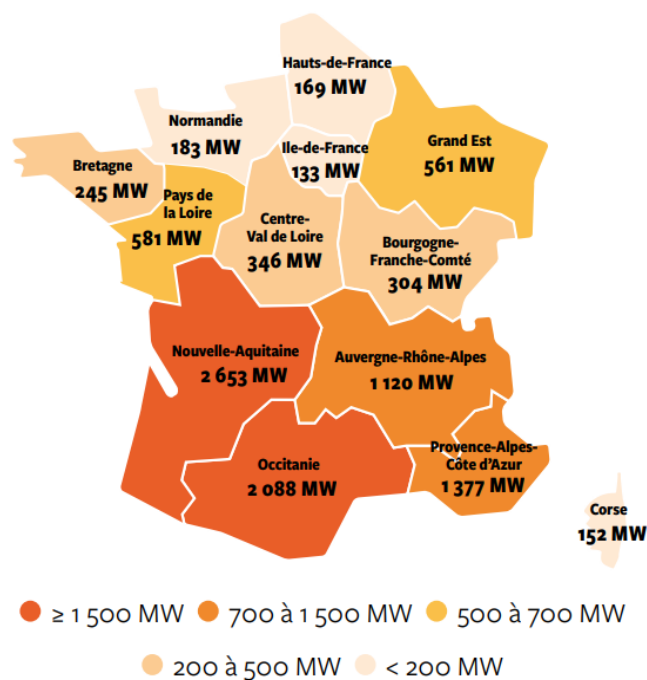 Hauts-de-France
169 MW
Normandie
183 MW
Ile-de-France
133 MW
Grand Est
561 MW
Bretagne
245 MW
Pays de
la Loire
581 MW
Centre-
Val de Loire
346 MW
Bourgogne-
Franche-Comté
304 MW
Nouvelle-Aquitaine
2 653 MW
Auvergne-Rhône-Alpes
1 120 MW
Occitanie
2 088 MW
Provence-Alpes-
Côte d'Azur
1 377 MW
Corse
152 MW
≥ 1 500 MW
700 à 1 500 MW
500 à 700 MW
200 à 500 MW
< 200 MW